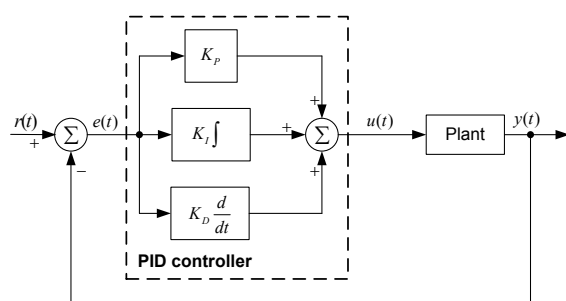 K_P
r(t)
+
Σ
−
e(t)
K_I ∫
+
+
Σ
+
u(t)
Plant
y(t)
K_D d/dt
PID controller